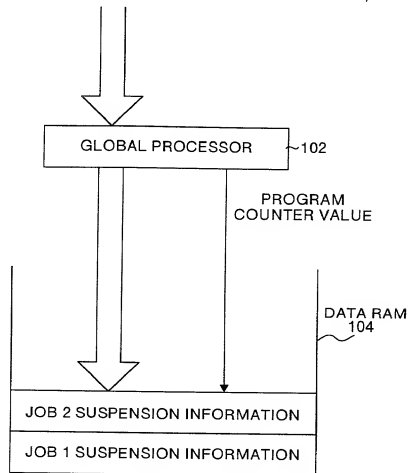 GLOBAL PROCESSOR
102
PROGRAM
COUNTER VALUE
DATA RAM
104
JOB 2 SUSPENSION INFORMATION
JOB 1 SUSPENSION INFORMATION